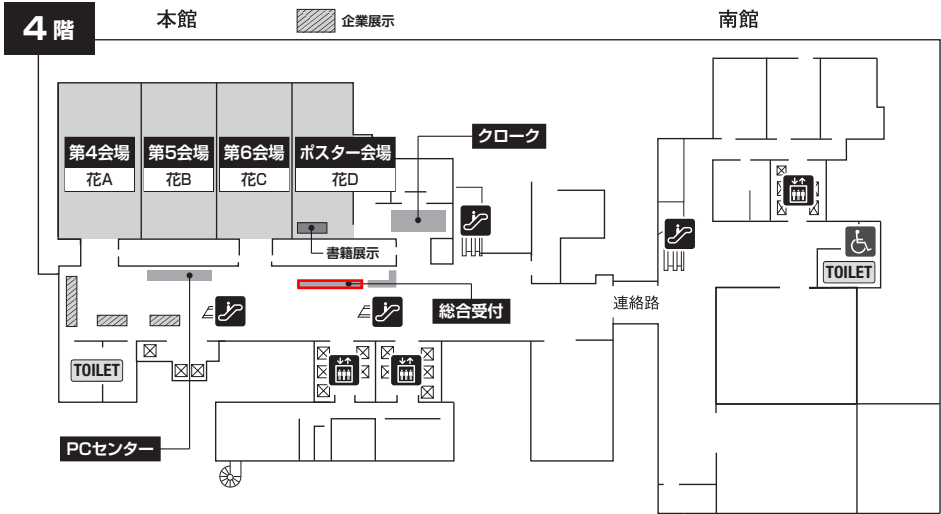 4階
本館
企業展示
南館
クローク
第4会場
第5会場
第6会場
ポスター会場
花A
花B
花C
花D
書籍展示
TOILET
総合受付
連絡路
TOILET
PCセンター